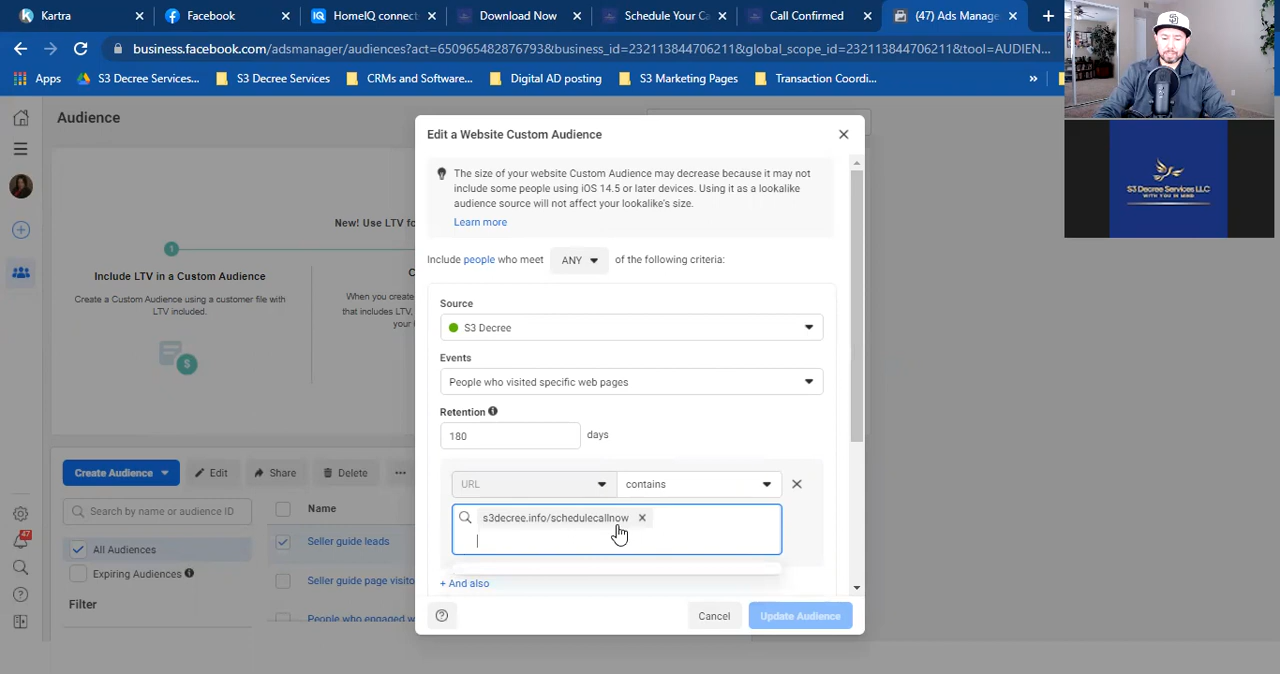 Kartra
Facebook
HomeIQ connect
Download Now
Schedule Your Ca
Call Confirmed
(47) Ads Manage
business.facebook.com/adsmanager/audiences?act=650965482876793&business_id=232113844706211&global_scope_id=232113844706211&tool=AUDIEN...
Apps
S3 Decree Services...
S3 Decree Services
CRMs and Software...
Digital AD posting
S3 Marketing Pages
Transaction Coordi...
»
Audience
New! Use LTV fo
1
Include LTV in a Custom Audience
Create a Custom Audience using a customer file with
LTV included.
When you create
that includes LTV,
your
Create Audience
Edit
Share
Delete
...
Search by name or audience ID
Name
All Audiences
Seller guide leads
Expiring Audiences
Seller guide page visito
Filter
People who engaged w
47
Edit a Website Custom Audience
The size of your website Custom Audience may decrease because it may not
include some people using iOS 14.5 or later devices. Using it as a lookalike
audience source will not affect your lookalike's size.
Learn more
Include people who meet ANY of the following criteria:
Source
S3 Decree
Events
People who visited specific web pages
Retention
180 days
URL contains
s3decree.info/schedulecallnow
+ And also
Cancel
Update Audience
S3 Decree Services LLC
WITH YOU IN MIND